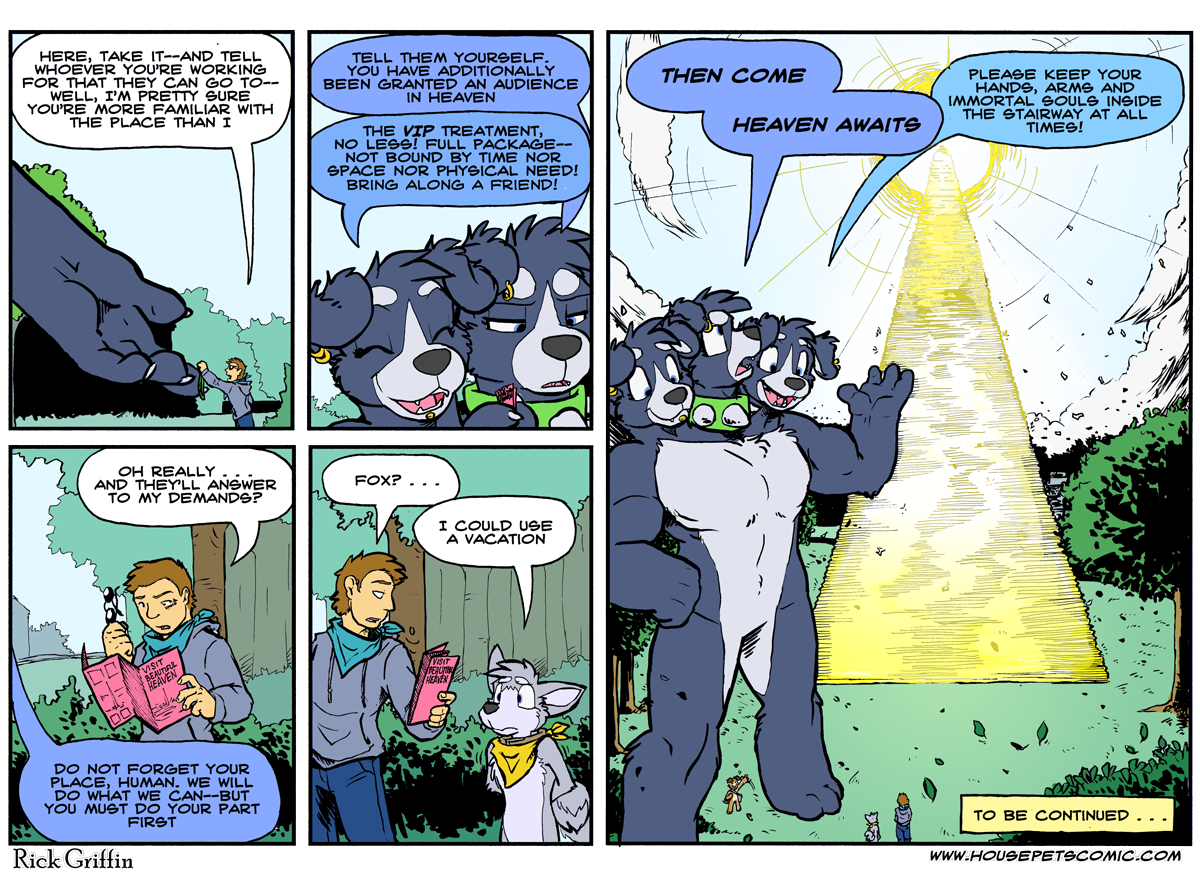 HERE, TAKE IT--AND TELL
WHOEVER YOU'RE WORKING
FOR THAT THEY CAN GO TO--
WELL, I'M PRETTY SURE
YOU'RE MORE FAMILIAR WITH
THE PLACE THAN I
TELL THEM YOURSELF.
YOU HAVE ADDITIONALLY
BEEN GRANTED AN AUDIENCE
IN HEAVEN
THE VIP TREATMENT,
NO LESS! FULL PACKAGE--
NOT BOUND BY TIME NOR
SPACE NOR PHYSICAL NEED!
BRING ALONG A FRIEND!
OH REALLY . . .
AND THEY'LL ANSWER
TO MY DEMANDS?
VISIT
BEAUTIFUL
HEAVEN
DO NOT FORGET YOUR
PLACE, HUMAN. WE WILL
DO WHAT WE CAN--BUT
YOU MUST DO YOUR PART
FIRST
FOX? . . .
I COULD USE
A VACATION
VISIT
BEAUTIFUL
HEAVEN
THEN COME
HEAVEN AWAITS
PLEASE KEEP YOUR
HANDS, ARMS AND
IMMORTAL SOULS INSIDE
THE STAIRWAY AT ALL
TIMES!
TO BE CONTINUED . . .
Rick Griffin
WWW.HOUSEPETSCOMIC.COM